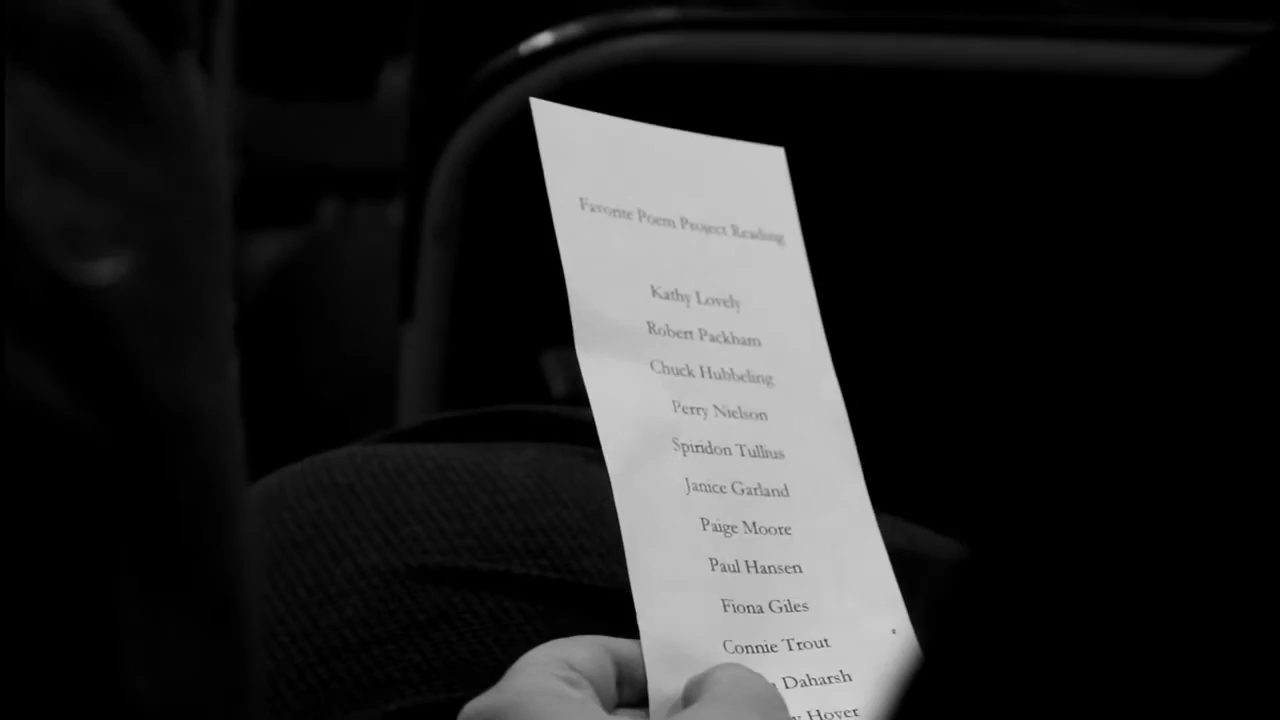 Favorite Poem Project Reading
Kathy Lovely
Robert Packham
Chuck Hubbeling
Perry Nielson
Spiridon Tullius
Janice Garland
Paige Moore
Paul Hansen
Fiona Giles
Connie Trout
Daharsh
Hoyer